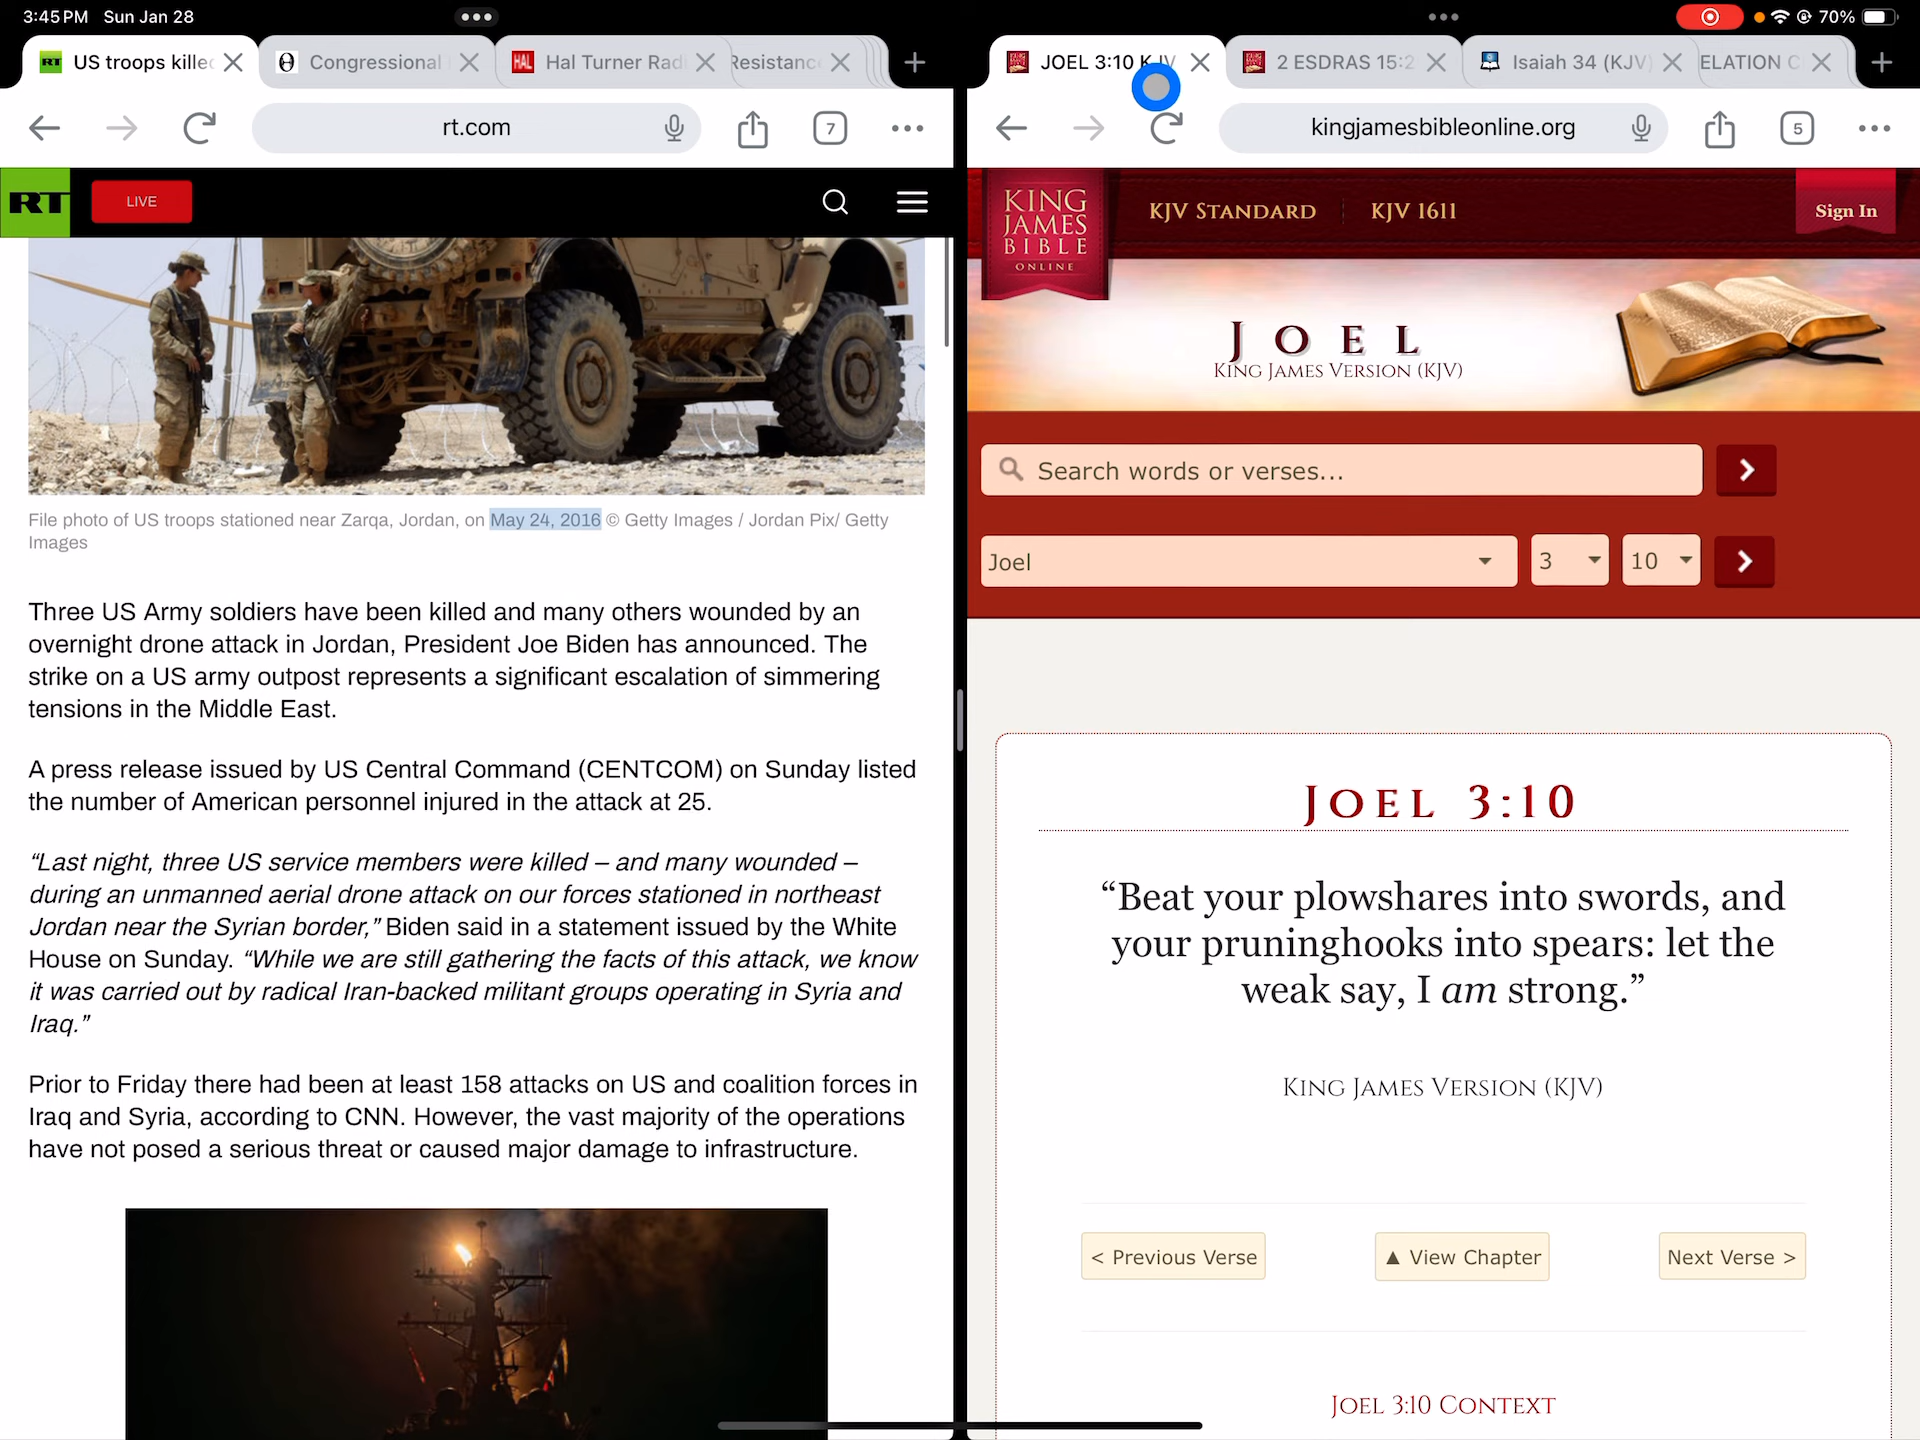 3:45 PM Sun Jan 28
70%
US troops kille
Congressional
HAL
Hal Turner Rad
Resistanc
rt.com
7
RT
LIVE
File photo of US troops stationed near Zarqa, Jordan, on May 24, 2016 © Getty Images / Jordan Pix/ Getty
Images
Three US Army soldiers have been killed and many others wounded by an
overnight drone attack in Jordan, President Joe Biden has announced. The
strike on a US army outpost represents a significant escalation of simmering
tensions in the Middle East.
A press release issued by US Central Command (CENTCOM) on Sunday listed
the number of American personnel injured in the attack at 25.
“Last night, three US service members were killed – and many wounded –
during an unmanned aerial drone attack on our forces stationed in northeast
Jordan near the Syrian border,” Biden said in a statement issued by the White
House on Sunday. “While we are still gathering the facts of this attack, we know
it was carried out by radical Iran-backed militant groups operating in Syria and
Iraq.”
Prior to Friday there had been at least 158 attacks on US and coalition forces in
Iraq and Syria, according to CNN. However, the vast majority of the operations
have not posed a serious threat or caused major damage to infrastructure.
JOEL 3:10 KJV
2 ESDRAS 15:2
Isaiah 34 (KJV)
ELATION C
kingjamesbibleonline.org
5
KING
JAMES
BIBLE
ONLINE
KJV STANDARD
KJV 1611
Sign In
JOEL
KING JAMES VERSION (KJV)
Search words or verses...
Joel
3
10
JOEL 3:10
“Beat your plowshares into swords, and
your pruninghooks into spears: let the
weak say, I am strong.”
KING JAMES VERSION (KJV)
< Previous Verse
▲ View Chapter
Next Verse >
JOEL 3:10 CONTEXT